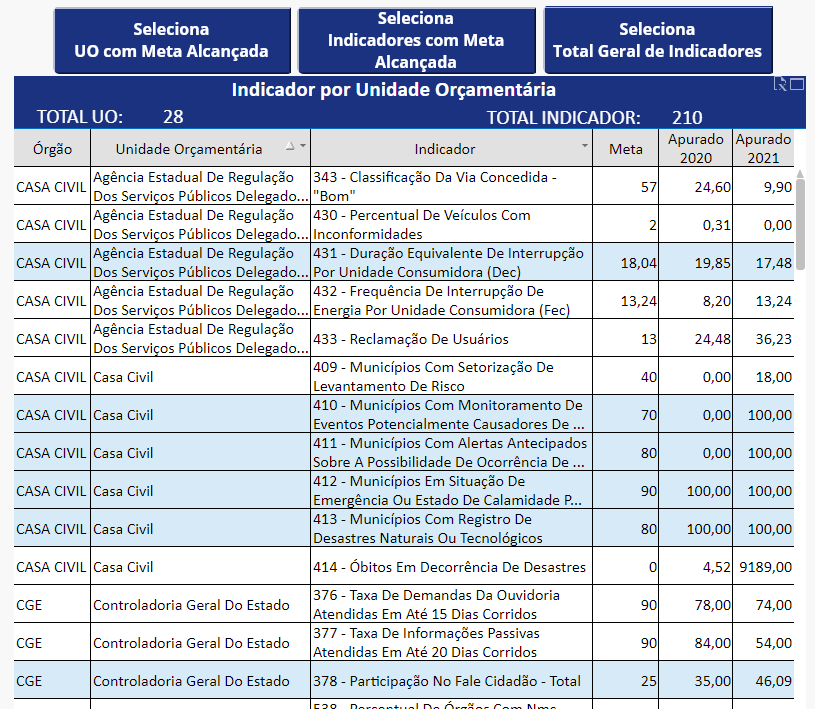 Seleciona
UO com Meta Alcançada
Seleciona
Indicadores com Meta
Alcançada
Seleciona
Total Geral de Indicadores
Indicador por Unidade Orçamentária
TOTAL UO: 28 TOTAL INDICADOR: 210
Órgão Unidade Orçamentária Indicador Meta Apurado 2020 Apurado 2021
CASA CIVIL Agência Estadual De Regulação
Dos Serviços Públicos Delegado... 343 - Classificação Da Via Concedida -
"Bom" 57 24,60 9,90
CASA CIVIL Agência Estadual De Regulação
Dos Serviços Públicos Delegado... 430 - Percentual De Veículos Com
Inconformidades 2 0,31 0,00
CASA CIVIL Agência Estadual De Regulação
Dos Serviços Públicos Delegado... 431 - Duração Equivalente De Interrupção
Por Unidade Consumidora (Dec) 18,04 19,85 17,48
CASA CIVIL Agência Estadual De Regulação
Dos Serviços Públicos Delegado... 432 - Frequência De Interrupção De
Energia Por Unidade Consumidora (Fec) 13,24 8,20 13,24
CASA CIVIL Agência Estadual De Regulação
Dos Serviços Públicos Delegado... 433 - Reclamação De Usuários 13 24,48 36,23
CASA CIVIL Casa Civil 409 - Municípios Com Setorização De
Levantamento De Risco 40 0,00 18,00
CASA CIVIL Casa Civil 410 - Municípios Com Monitoramento De
Eventos Potencialmente Causadores De ... 70 0,00 100,00
CASA CIVIL Casa Civil 411 - Municípios Com Alertas Antecipados
Sobre A Possibilidade De Ocorrência De ... 80 0,00 100,00
CASA CIVIL Casa Civil 412 - Municípios Em Situação De
Emergência Ou Estado De Calamidade P... 90 100,00 100,00
CASA CIVIL Casa Civil 413 - Municípios Com Registro De
Desastres Naturais Ou Tecnológicos 80 100,00 100,00
CASA CIVIL Casa Civil 414 - Óbitos Em Decorrência De Desastres 0 4,52 9189,00
CGE Controladoria Geral Do Estado 376 - Taxa De Demandas Da Ouvidoria
Atendidas Em Até 15 Dias Corridos 90 78,00 74,00
CGE Controladoria Geral Do Estado 377 - Taxa De Informações Passivas
Atendidas Em Até 20 Dias Corridos 90 84,00 54,00
CGE Controladoria Geral Do Estado 378 - Participação No Fale Cidadão - Total 25 35,00 46,09
538 - Percentual De Órgãos Com Nms